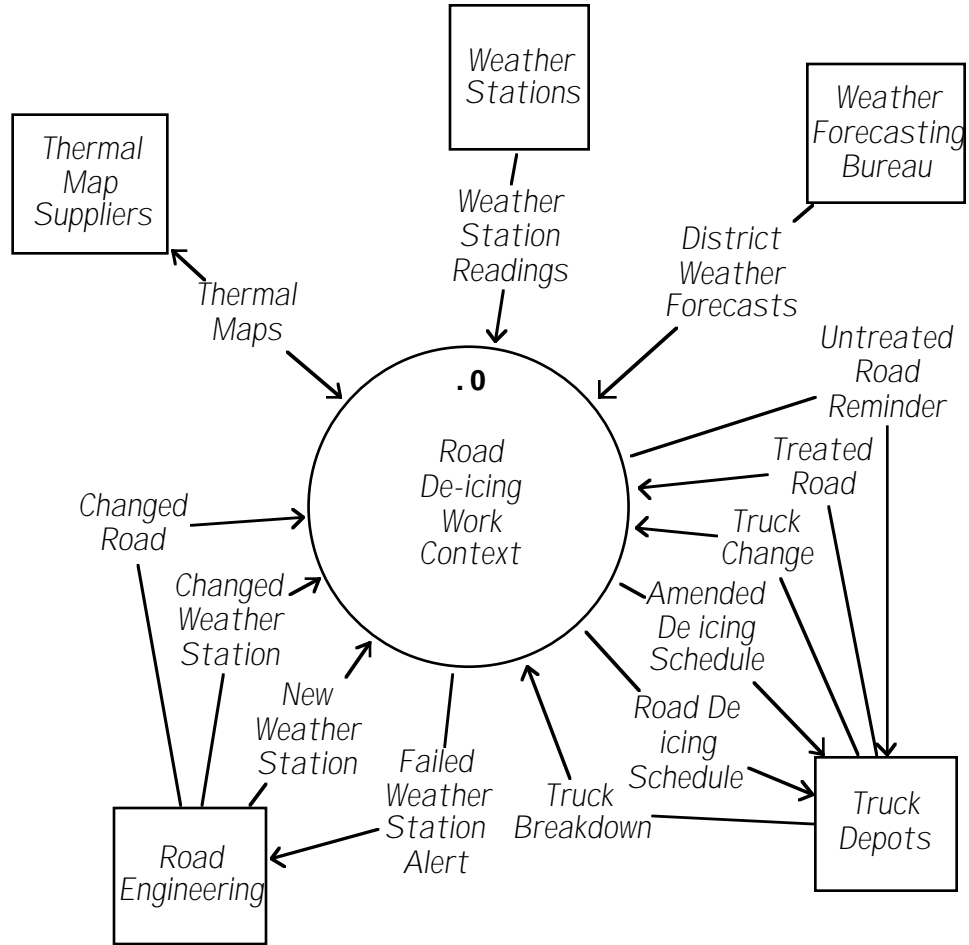 Weather
Stations
Weather
Forecasting
Bureau
Thermal
Map
Suppliers
Weather
Station
Readings
District
Weather
Forecasts
Thermal
Maps
Untreated
Road
Reminder
.0
Road
De-icing
Work
Context
Treated
Road
Changed
Road
Truck
Change
Changed
Weather
Station
Amended
De icing
Schedule
New
Weather
Station
Road De
icing
Schedule
Failed
Weather
Station
Alert
Truck
Breakdown
Truck
Depots
Road
Engineering